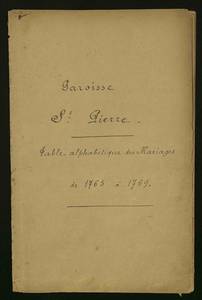 Paroisse
St Pierre.
Table alphabétique des Mariages
de 1765 à 1769.